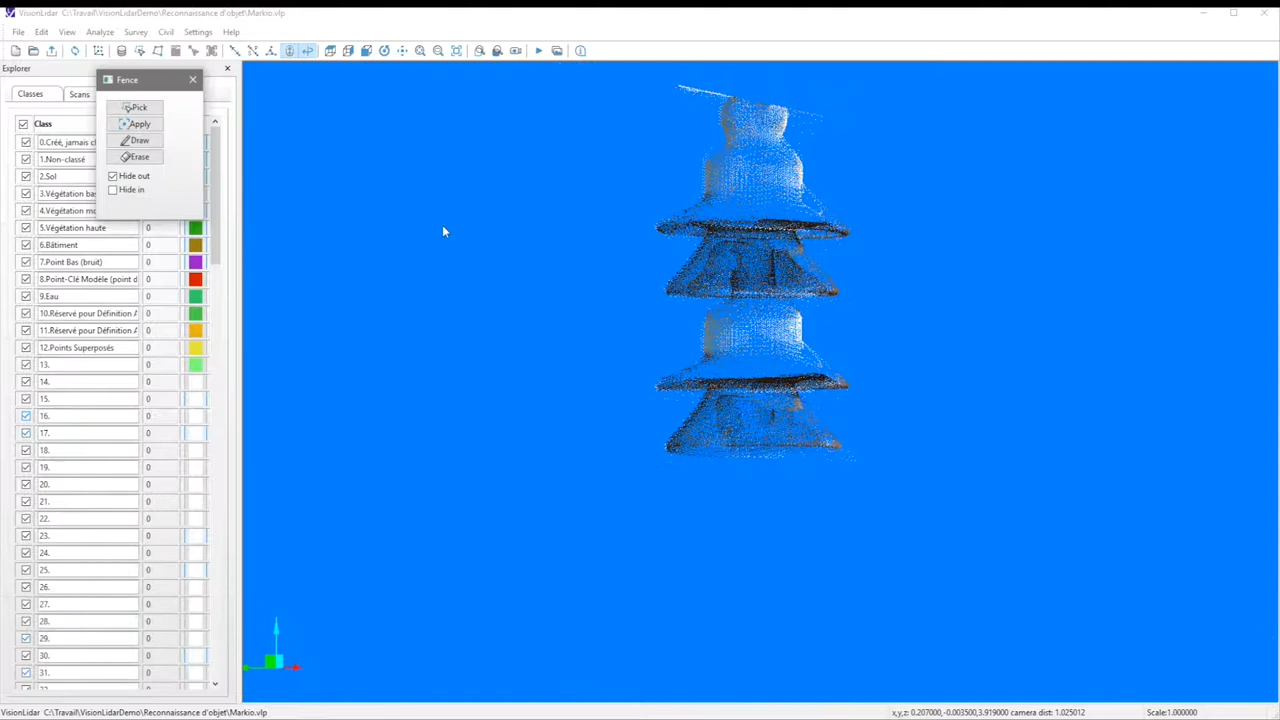 VisionLidar C:\Travail\VisionLidarDemo\Reconnaissance d'objet\Markio.vlp
File Edit View Analyze Survey Civil Settings Help
Explorer
Fence
Classes Scans
Pick
Apply
Draw
Erase
Hide out
Hide in
Class
0.Créé, jamais cl
1.Non-classé
2.Sol
3.Végétation bas
4.Végétation mo
5.Végétation haute 0
6.Bâtiment 0
7.Point Bas (bruit) 0
8.Point-Clé Modèle (point d 0
9.Eau 0
10.Réservé pour Définition A 0
11.Réservé pour Définition A 0
12.Points Superposés 0
13. 0
14. 0
15. 0
16. 0
17. 0
18. 0
19. 0
20. 0
21. 0
22. 0
23. 0
24. 0
25. 0
26. 0
27. 0
28. 0
29. 0
30. 0
31. 0
VisionLidar C:\Travail\VisionLidarDemo\Reconnaissance d'objet\Markio.vlp
x,y,z: 0.207000, -0.003500, 3.919000 camera dist: 1.025012
Scale:1.000000